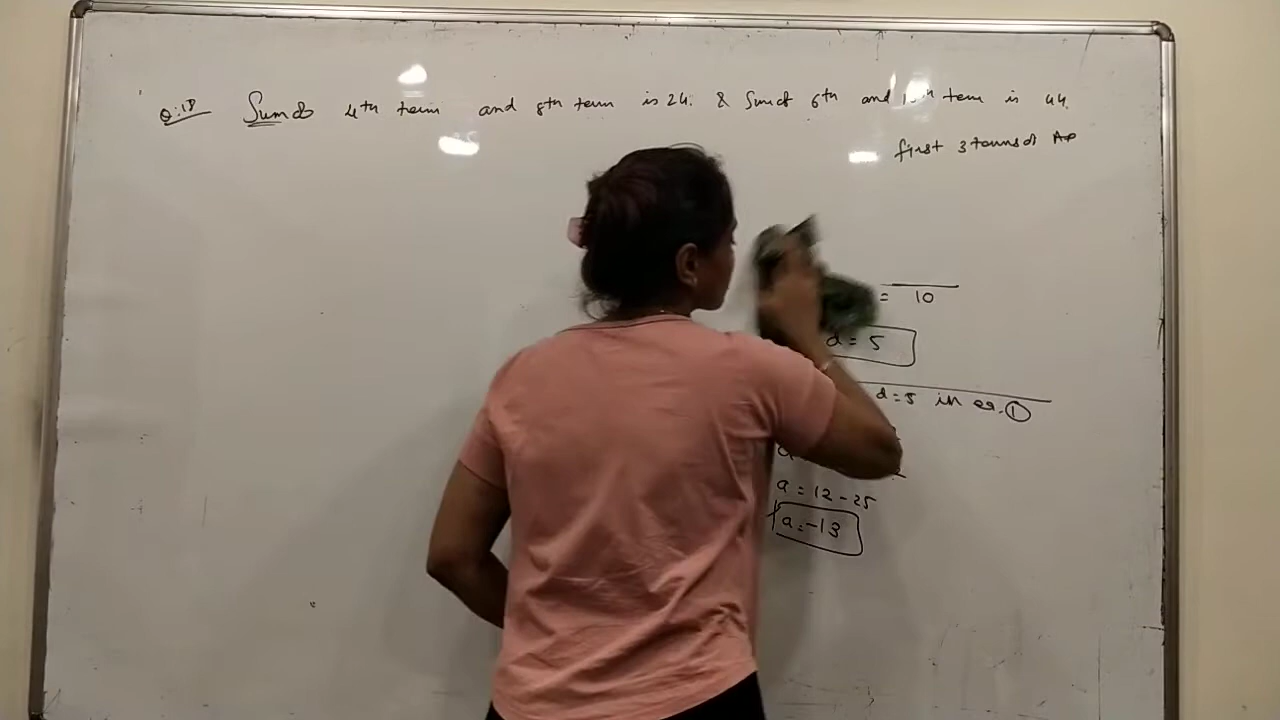 Q:18 Sum of 4th term and 8th term is 24. & Sum of 6th and term is 44.
first 3 terms of AP
= 10
d = 5
d=5 in eq. ①
a = 12 - 25
a = -13